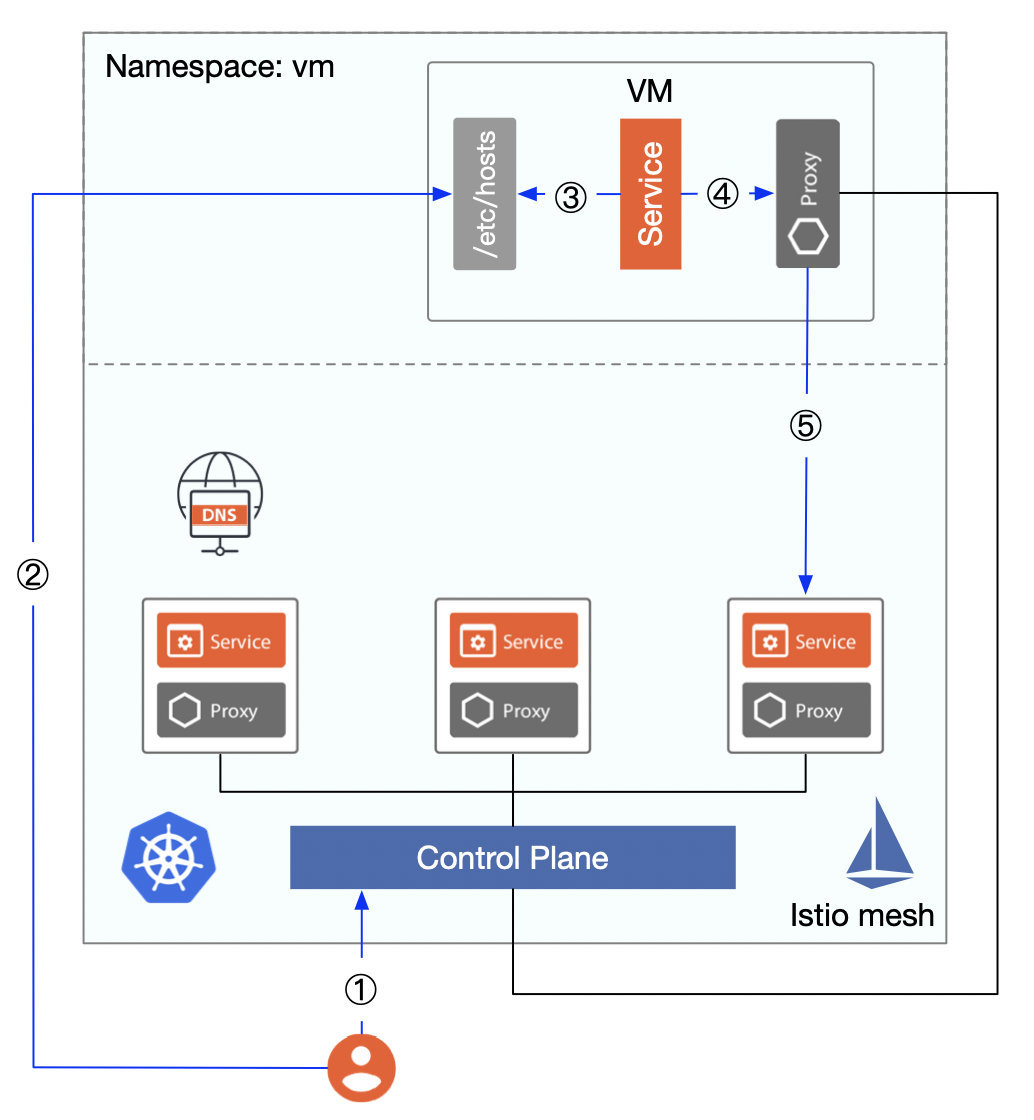 Namespace: vm
VM
/etc/hosts
③
Service
④
Proxy
⑤
DNS
②
Service
Service
Service
Proxy
Proxy
Proxy
Control Plane
Istio mesh
①